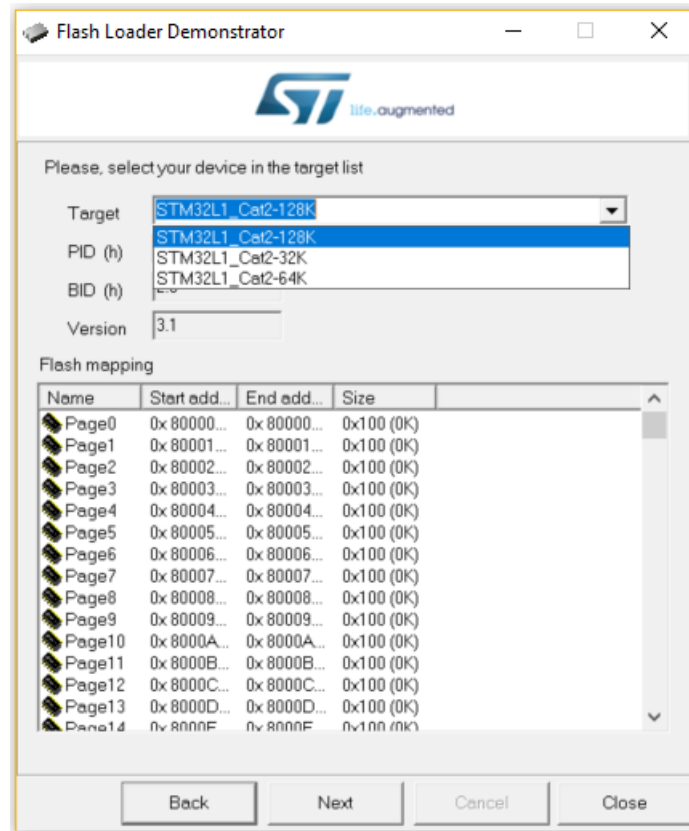 Flash Loader Demonstrator
life.augmented
Please, select your device in the target list
Target STM32L1_Cat2-128K
STM32L1_Cat2-128K
PID (h) STM32L1_Cat2-32K
STM32L1_Cat2-64K
BID (h)
Version 3.1
Flash mapping
Name Start add... End add... Size
Page0 0x 80000... 0x 80000... 0x100 (0K)
Page1 0x 80001... 0x 80001... 0x100 (0K)
Page2 0x 80002... 0x 80002... 0x100 (0K)
Page3 0x 80003... 0x 80003... 0x100 (0K)
Page4 0x 80004... 0x 80004... 0x100 (0K)
Page5 0x 80005... 0x 80005... 0x100 (0K)
Page6 0x 80006... 0x 80006... 0x100 (0K)
Page7 0x 80007... 0x 80007... 0x100 (0K)
Page8 0x 80008... 0x 80008... 0x100 (0K)
Page9 0x 80009... 0x 80009... 0x100 (0K)
Page10 0x 8000A... 0x 8000A... 0x100 (0K)
Page11 0x 8000B... 0x 8000B... 0x100 (0K)
Page12 0x 8000C... 0x 8000C... 0x100 (0K)
Page13 0x 8000D... 0x 8000D... 0x100 (0K)
Page14 0x 8000E... 0x 8000E... 0x100 (0K)
Back Next Cancel Close